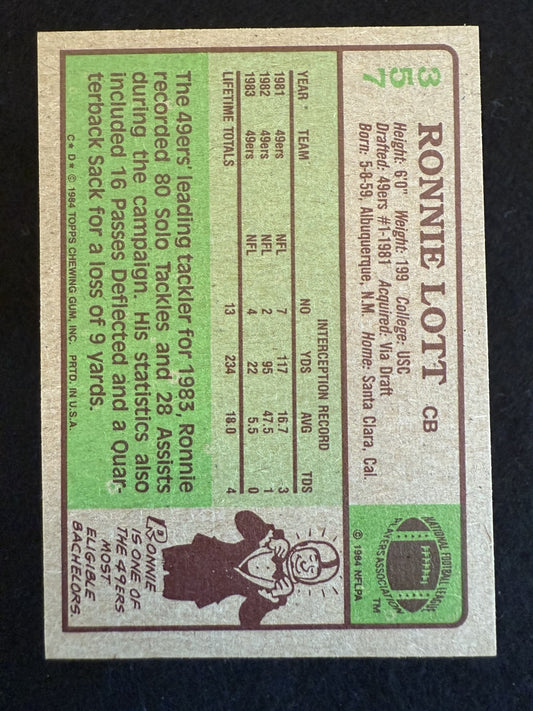 357
RONNIE LOTT CB
Height: 6'0" Weight: 199 College: USC
Drafted: 49ers #1-1981 Acquired: Via Draft
Born: 5-8-59, Albuquerque, N.M. Home: Santa Clara, Cal
NATIONAL FOOTBALL LEAGUE
PLAYERS ASSOCIATION
TM
© 1984 NFLPA
INTERCEPTION RECORD
YEAR TEAM NO YDS AVG TDS
1981 49ers NFL 7 117 16.7 3
1982 49ers NFL 2 95 47.5 1
1983 49ers NFL 4 22 5.5 0
LIFETIME TOTALS 13 234 18.0 4
The 49ers' leading tackler for 1983, Ronnie
recorded 80 Solo Tackles and 28 Assists
during the campaign. His statistics also
included 16 Passes Deflected and a Quar-
terback Sack for a loss of 9 yards.
C* D* © 1984 TOPPS CHEWING GUM, INC. PRTD. IN U.S.A.
RONNIE
IS ONE OF
THE 49ERS
MOST
ELIGIBLE
BACHELORS.